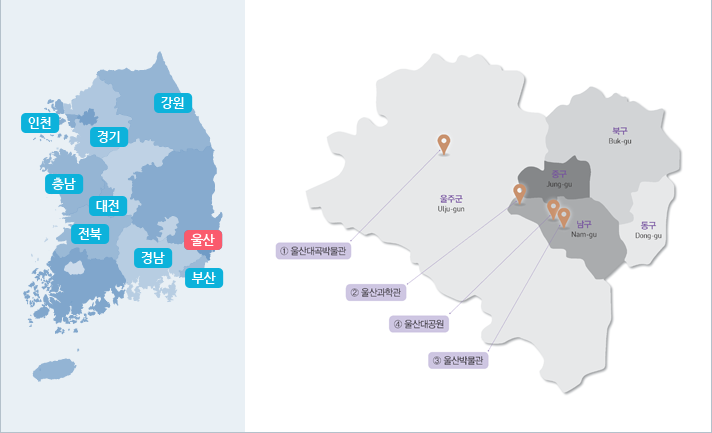 강원
인천
경기
충남
대전
전북
울산
경남
부산
북구
Buk-gu
중구
Jung-gu
울주군
Ulju-gun
남구
Nam-gu
동구
Dong-gu
① 울산대곡박물관
② 울산과학관
④ 울산대공원
③ 울산박물관